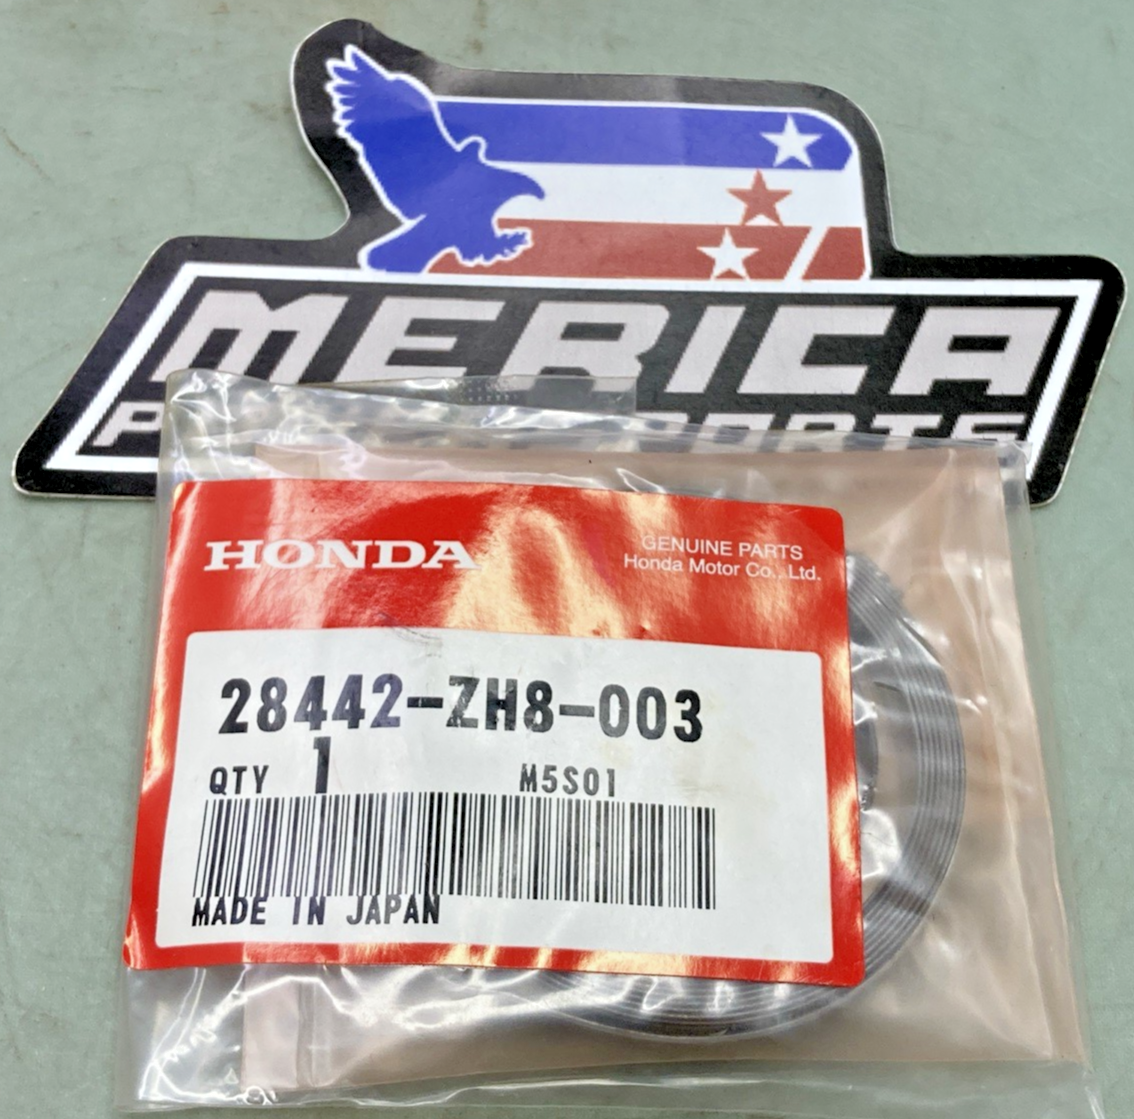 MERICA
HONDA
GENUINE PARTS
Honda Motor Co., Ltd.
28442-ZH8-003
QTY 1 M5S01
MADE IN JAPAN